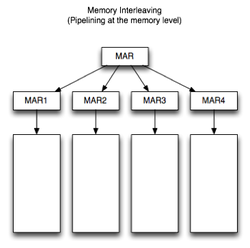 Memory Interleaving
(Pipelining at the memory level)
MAR
MAR1 MAR2 MAR3 MAR4